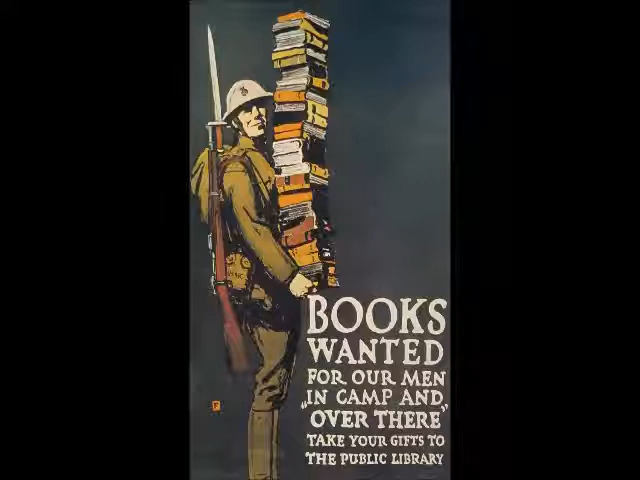 BOOKS
WANTED
FOR OUR MEN
"IN CAMP AND
OVER THERE"
TAKE YOUR GIFTS TO
THE PUBLIC LIBRARY
F